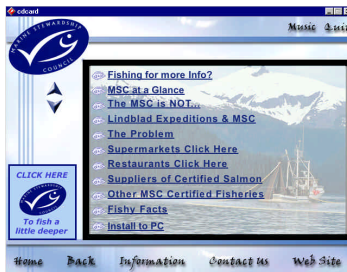 cdcard
MARINE STEWARDSHIP COUNCIL
Music
Fishing for more Info?
MSC at a Glance
The MSC is NOT...
Lindblad Expeditions & MSC
The Problem
Supermarkets Click Here
Restaurants Click Here
Suppliers of Certified Salmon
Other MSC Certified Fisheries
Fishy Facts
Install to PC
CLICK HERE
To fish a
little deeper
Home Back Information Contact Us Web Site